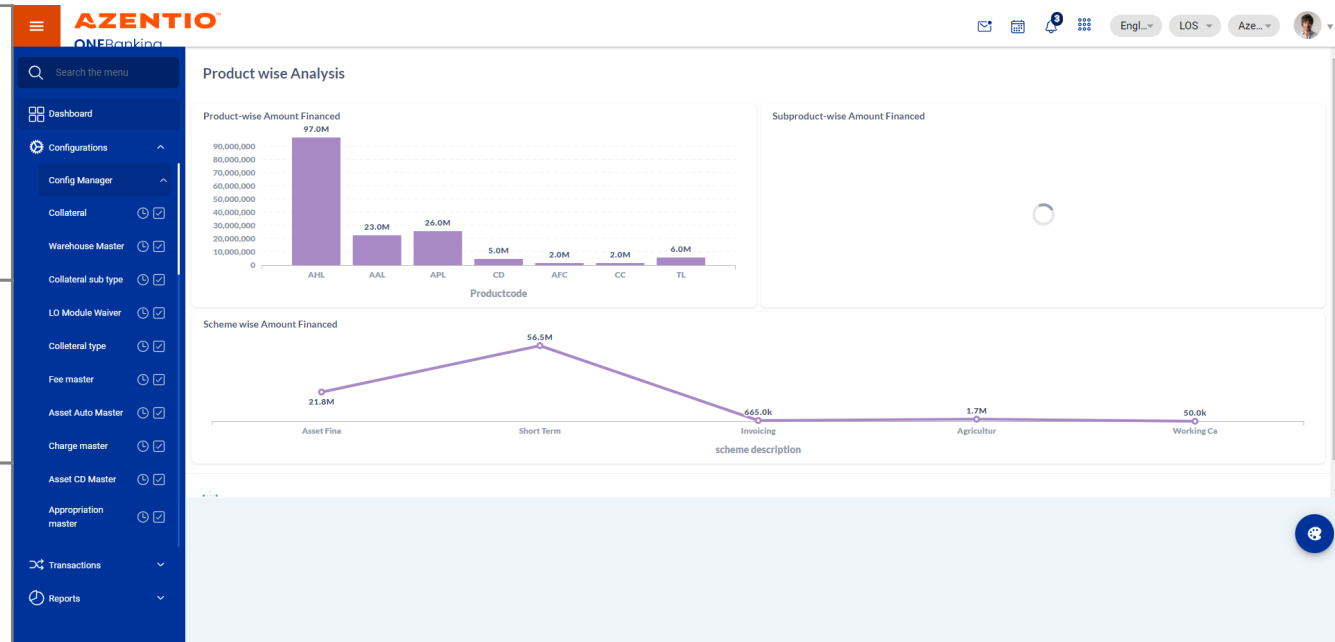 AZENTIO
ONEBanking
3
Engl...
LOS
Aze...
Search the menu
Dashboard
Configurations
Config Manager
Collateral
Warehouse Master
Collateral sub type
LO Module Waiver
Colleteral type
Fee master
Asset Auto Master
Charge master
Asset CD Master
Appropriation
master
Transactions
Reports
Product wise Analysis
Product-wise Amount Financed
97.0M
90,000,000
80,000,000
70,000,000
60,000,000
50,000,000
40,000,000
30,000,000
20,000,000
10,000,000
0
23.0M
26.0M
5.0M
2.0M
2.0M
6.0M
AHL
AAL
APL
CD
AFC
CC
TL
Productcode
Subproduct-wise Amount Financed
Scheme wise Amount Financed
21.8M
56.5M
665.0k
1.7M
50.0k
Asset Fina
Short Term
Invoicing
Agricultur
Working Ca
scheme description